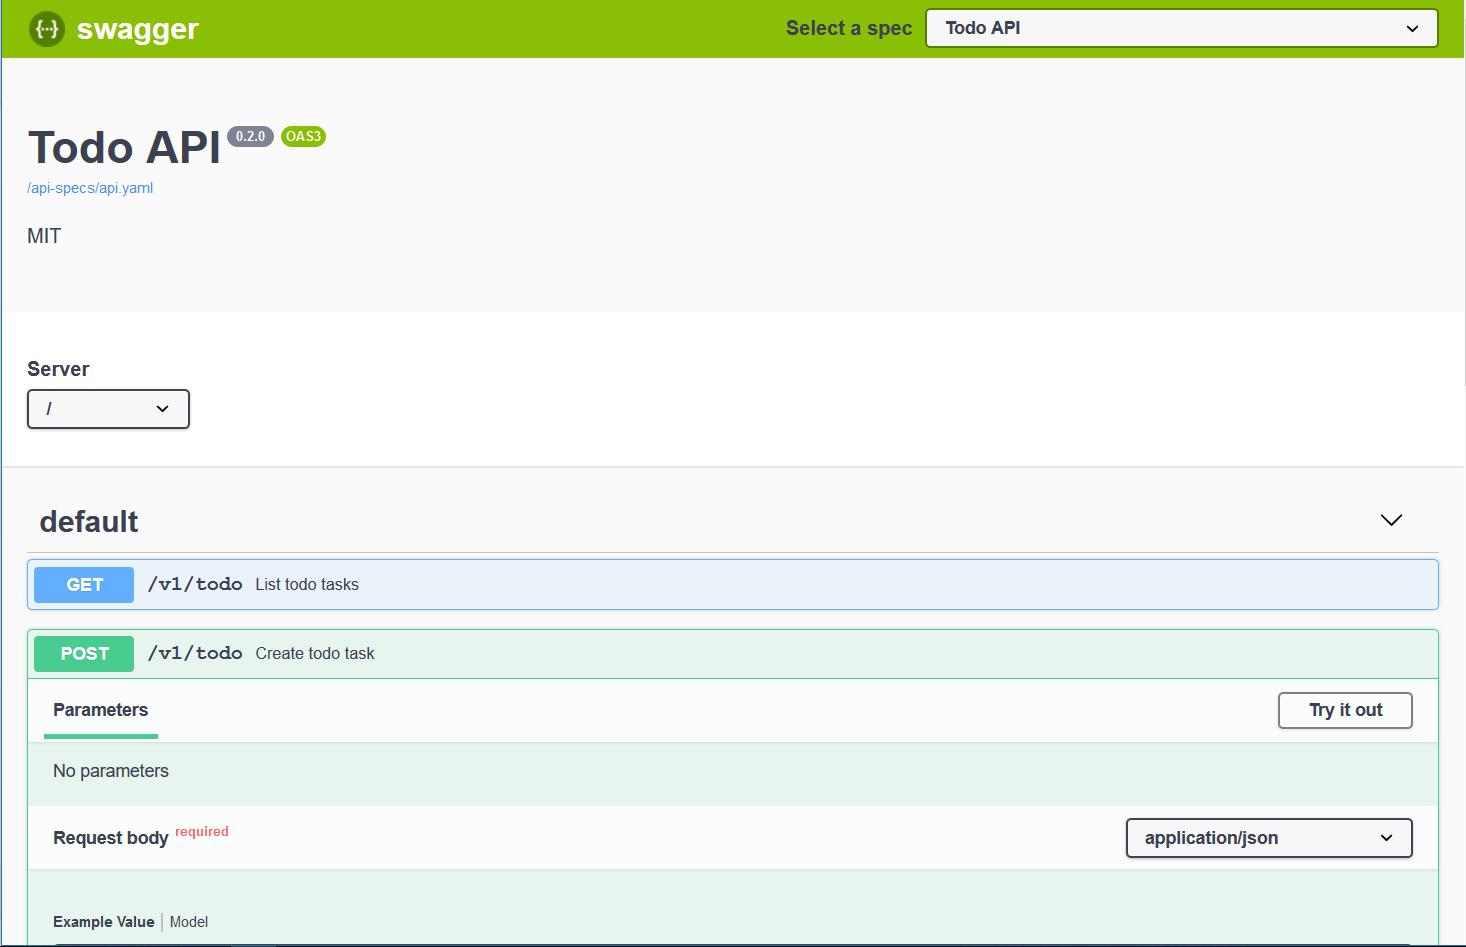 {···} swagger
Select a spec
Todo API
Todo API 0.2.0 OAS3
/api-specs/api.yaml
MIT
Server
/
default
GET /v1/todo List todo tasks
POST /v1/todo Create todo task
Parameters
Try it out
No parameters
Request body required
application/json
Example Value | Model